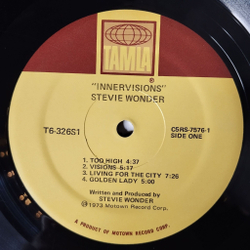 TAMLA®
"INNERVISIONS"
STEVIE WONDER
T6-326S1
CSRS-7576-1
SIDE ONE
1. TOO HIGH 4:37
2. VISIONS 5:17
3. LIVING FOR THE CITY 7:26
4. GOLDEN LADY 5:00
Written and Produced by
STEVIE WONDER
©1973 Motown Record Corp.
A PRODUCT OF MOTOWN RECORD CORP.